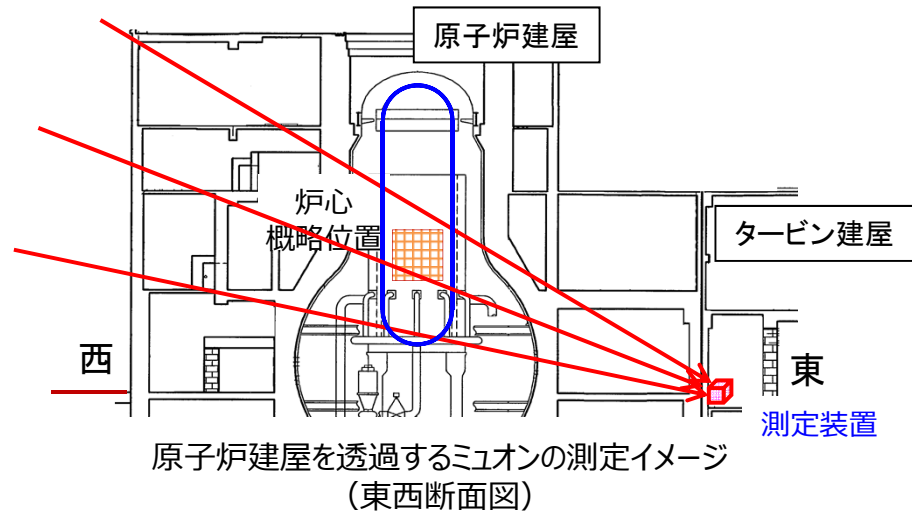 原子炉建屋
炉心
概略位置
タービン建屋
西
東
測定装置
原子炉建屋を透過するミュオンの測定イメージ
（東西断面図）